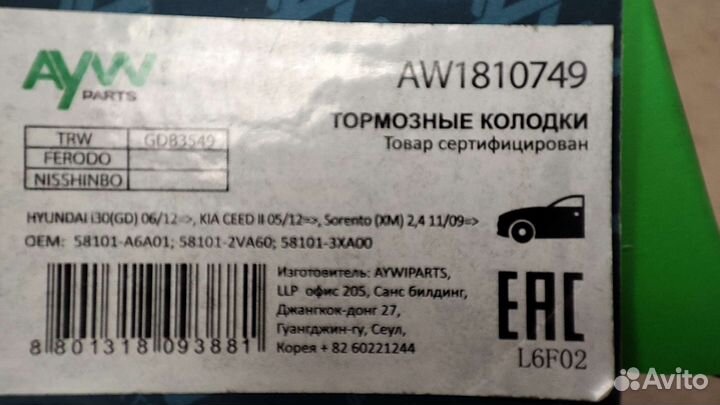 AYW
PARTS
AW1810749
ТОРМОЗНЫЕ КОЛОДКИ
Товар сертифицирован
TRW GDB3549
FERODO
NISSHINBO
HYUNDAI i30(GD) 06/12=>, KIA CEED II 05/12=>, Sorento (XM) 2,4 11/09=>
OEM: 58101-A6A01; 58101-2VA60; 58101-3XA00
Изготовитель: AYWIPARTS,
LLP офис 205, Санс билдинг,
Джангкок-донг 27,
Гуангджин-гу, Сеул,
Корея + 82 60221244
8 801318 093881
EAC
L6F02
Avito